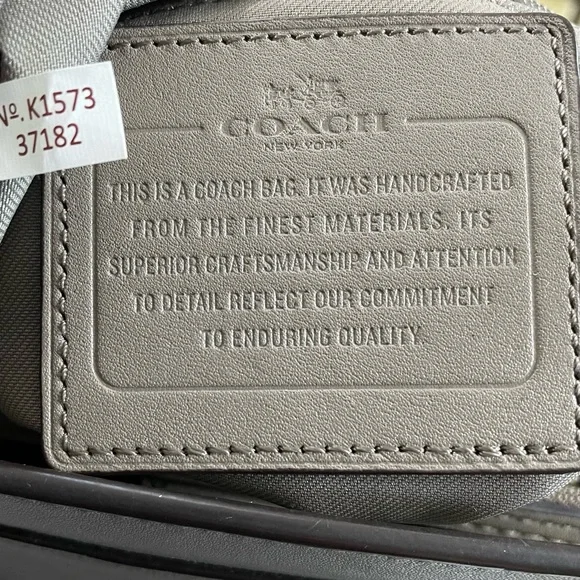 Nº.K1573
37182
COACH
NEW YORK
THIS IS A COACH BAG. IT WAS HANDCRAFTED
FROM THE FINEST MATERIALS. ITS
SUPERIOR CRAFTSMANSHIP AND ATTENTION
TO DETAIL REFLECT OUR COMMITMENT
TO ENDURING QUALITY.